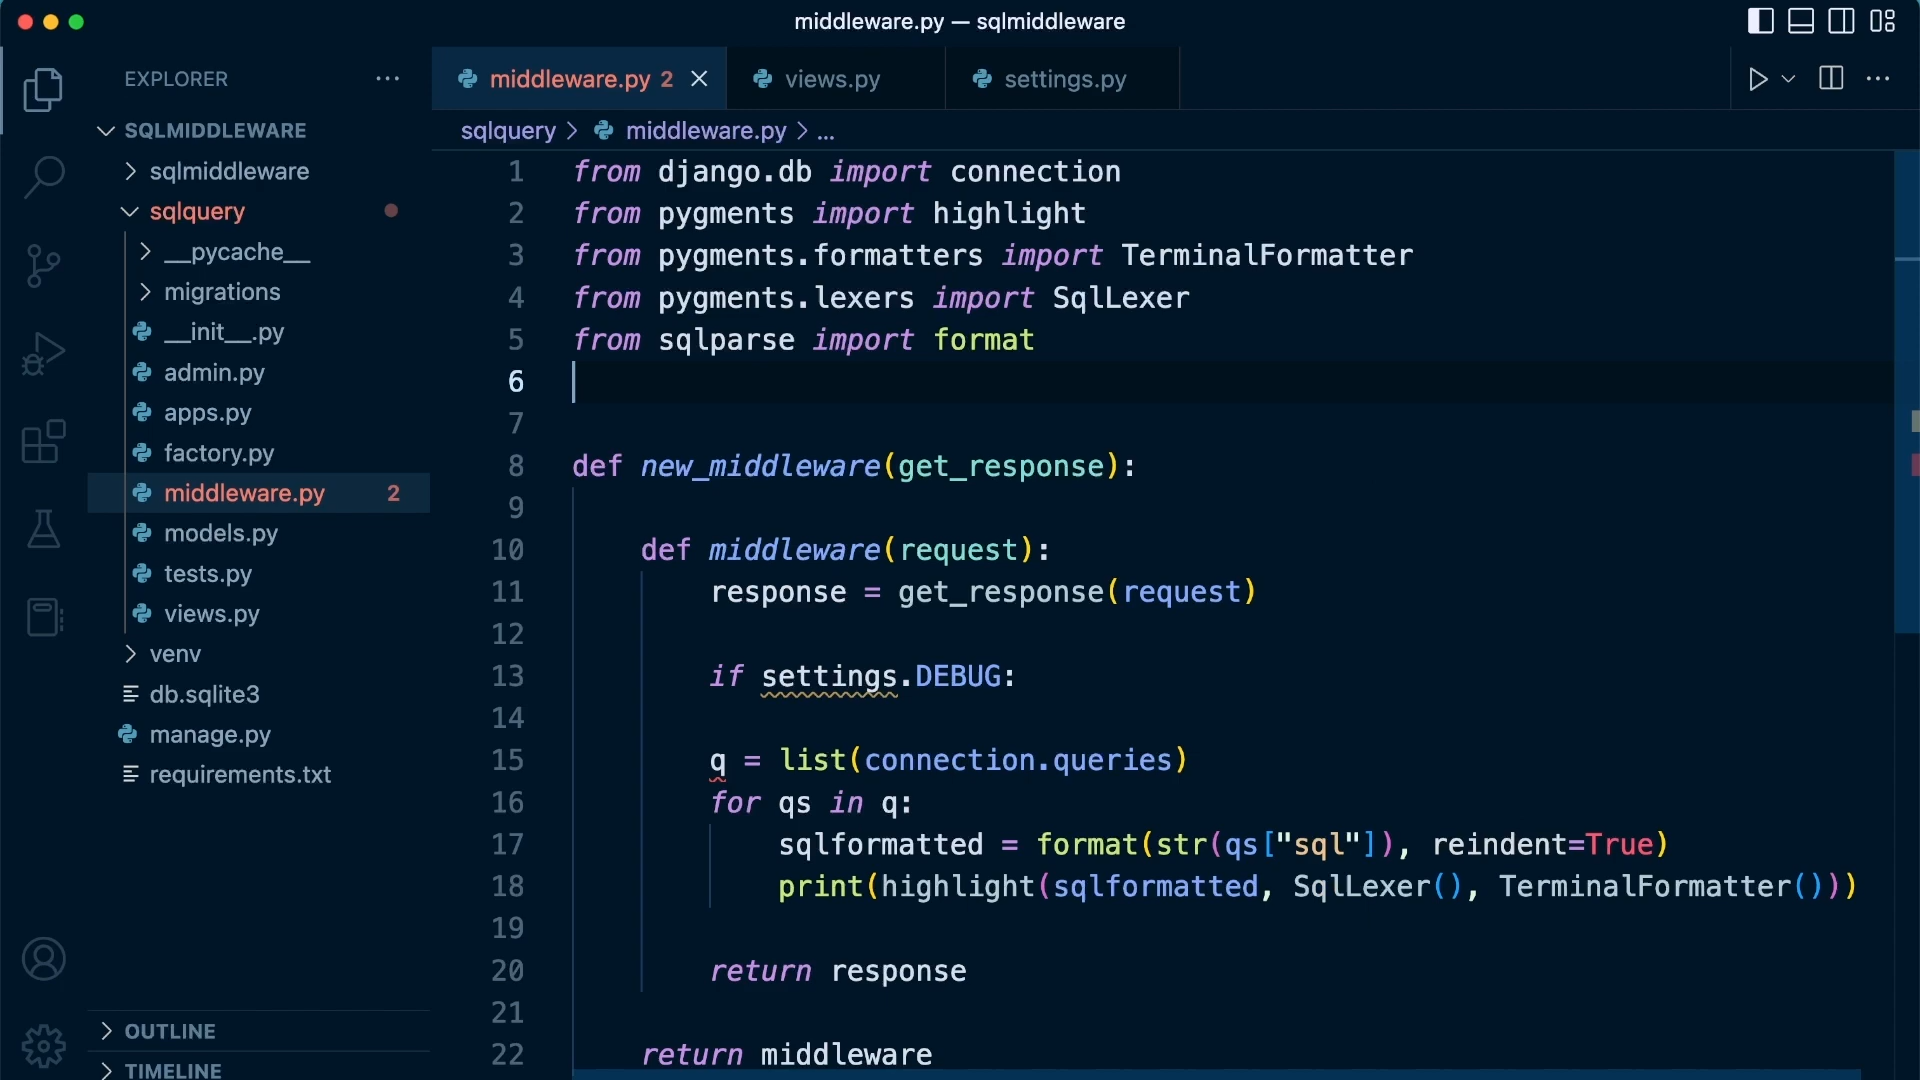 middleware.py — sqlmiddleware
EXPLORER
SQLMIDDLEWARE
sqlmiddleware
sqlquery
__pycache__
migrations
__init__.py
admin.py
apps.py
factory.py
middleware.py 2
models.py
tests.py
views.py
venv
db.sqlite3
manage.py
requirements.txt
OUTLINE
TIMELINE
middleware.py 2
views.py
settings.py
sqlquery > middleware.py > ...
1 from django.db import connection
2 from pygments import highlight
3 from pygments.formatters import TerminalFormatter
4 from pygments.lexers import SqlLexer
5 from sqlparse import format
6
7
8 def new_middleware(get_response):
9
10     def middleware(request):
11         response = get_response(request)
12
13         if settings.DEBUG:
14
15         q = list(connection.queries)
16         for qs in q:
17             sqlformatted = format(str(qs["sql"]), reindent=True)
18             print(highlight(sqlformatted, SqlLexer(), TerminalFormatter()))
19
20         return response
21
22     return middleware